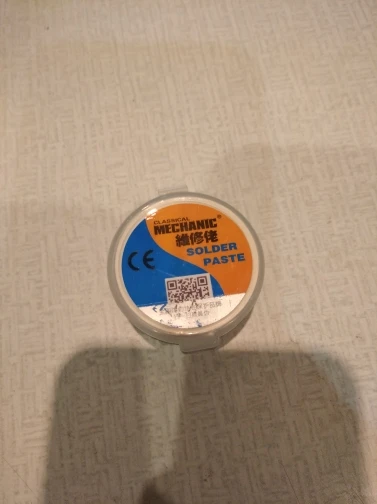 CLASSICAL
MECHANIC®
維修佬
SOLDER
PASTE
CE